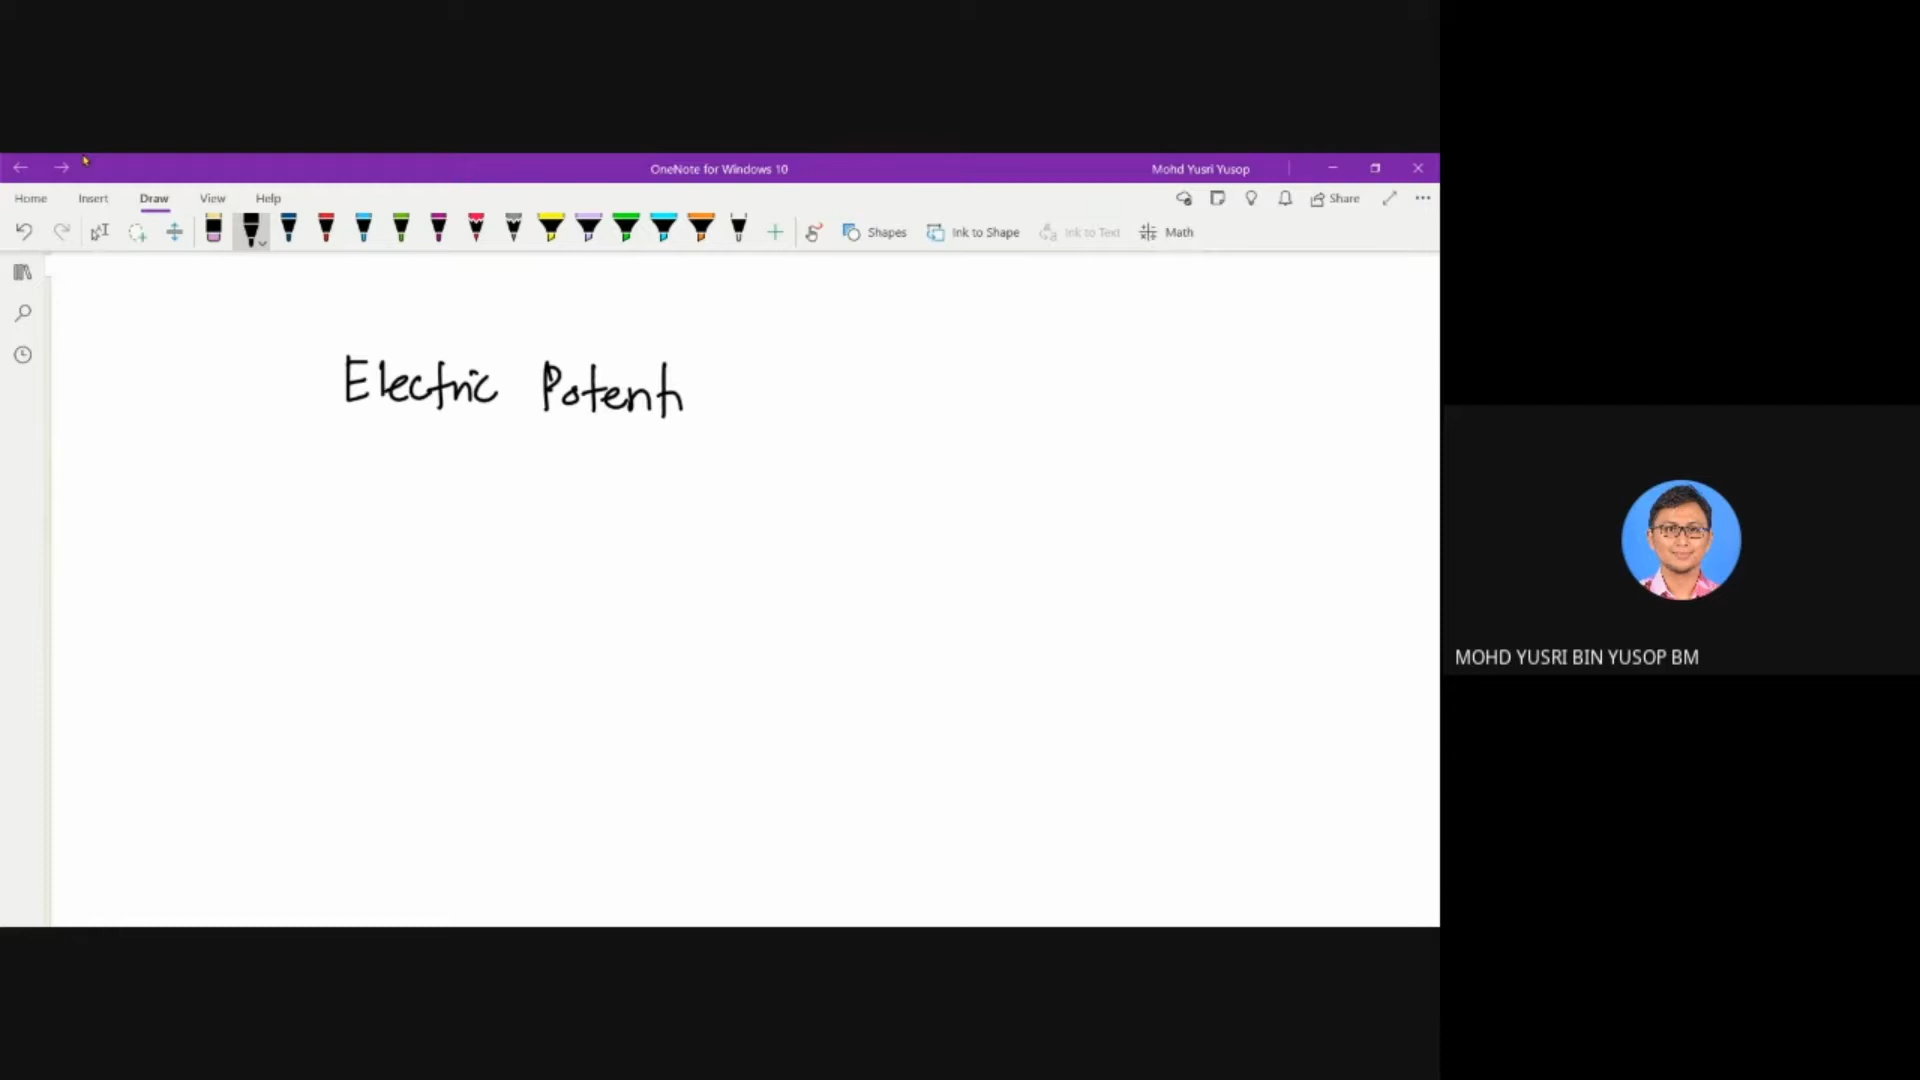 OneNote for Windows 10
Mohd Yusri Yusop
Home Insert Draw View Help
Share
Shapes Ink to Shape Ink to Text Math
Electric Potenti
MOHD YUSRI BIN YUSOP BM